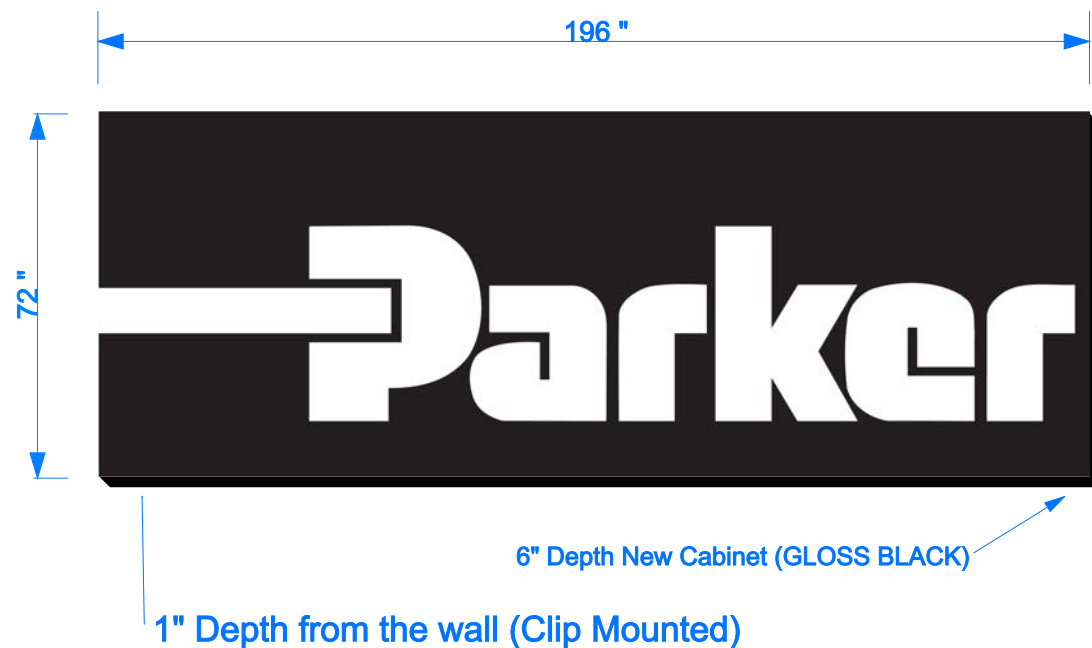 196 "
72 "
Parker
6" Depth New Cabinet (GLOSS BLACK)
1" Depth from the wall (Clip Mounted)